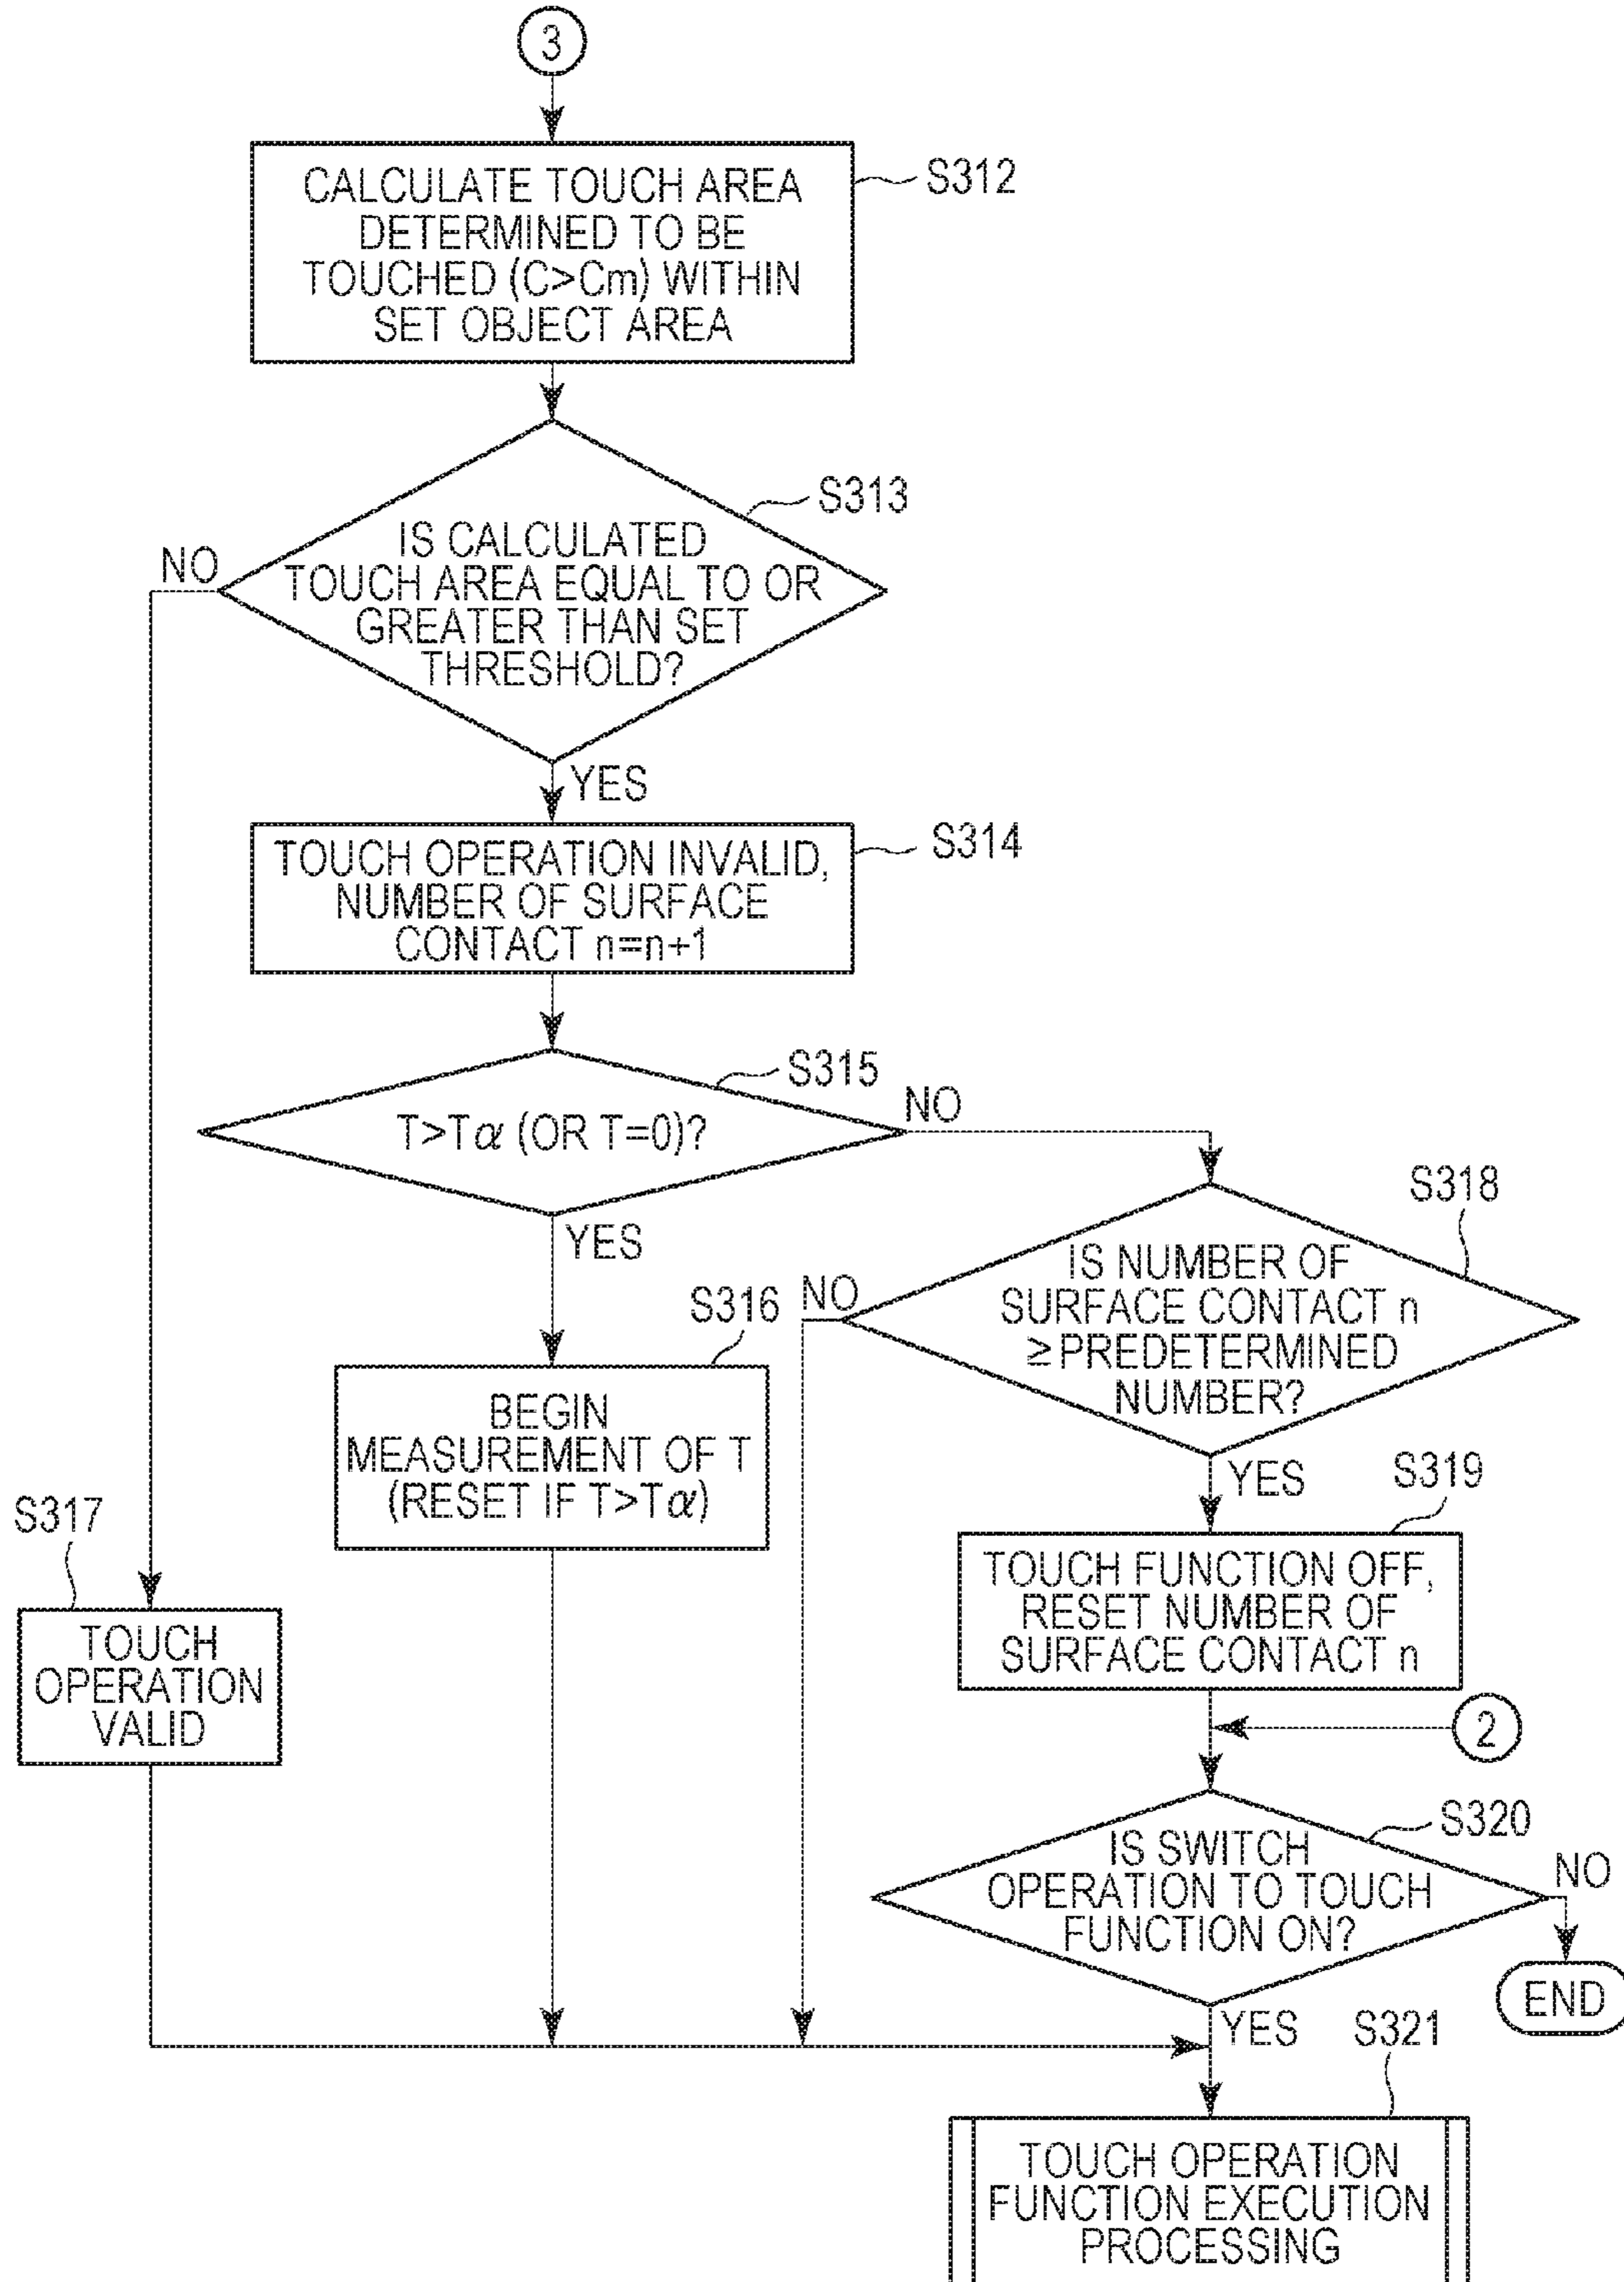 3
CALCULATE TOUCH AREA
DETERMINED TO BE
TOUCHED (C>Cm) WITHIN
SET OBJECT AREA
S312
S313
IS CALCULATED
TOUCH AREA EQUAL TO OR
GREATER THAN SET
THRESHOLD?
NO
YES
TOUCH OPERATION INVALID,
NUMBER OF SURFACE
CONTACT n=n+1
S314
S315
T>Tα (OR T=0)?
NO
YES
S318
IS NUMBER OF
SURFACE CONTACT n
≥PREDETERMINED
NUMBER?
NO
YES
S316
BEGIN
MEASUREMENT OF T
(RESET IF T>Tα)
S317
TOUCH
OPERATION
VALID
S319
TOUCH FUNCTION OFF,
RESET NUMBER OF
SURFACE CONTACT n
2
S320
IS SWITCH
OPERATION TO TOUCH
FUNCTION ON?
NO
END
YES
S321
TOUCH OPERATION
FUNCTION EXECUTION
PROCESSING